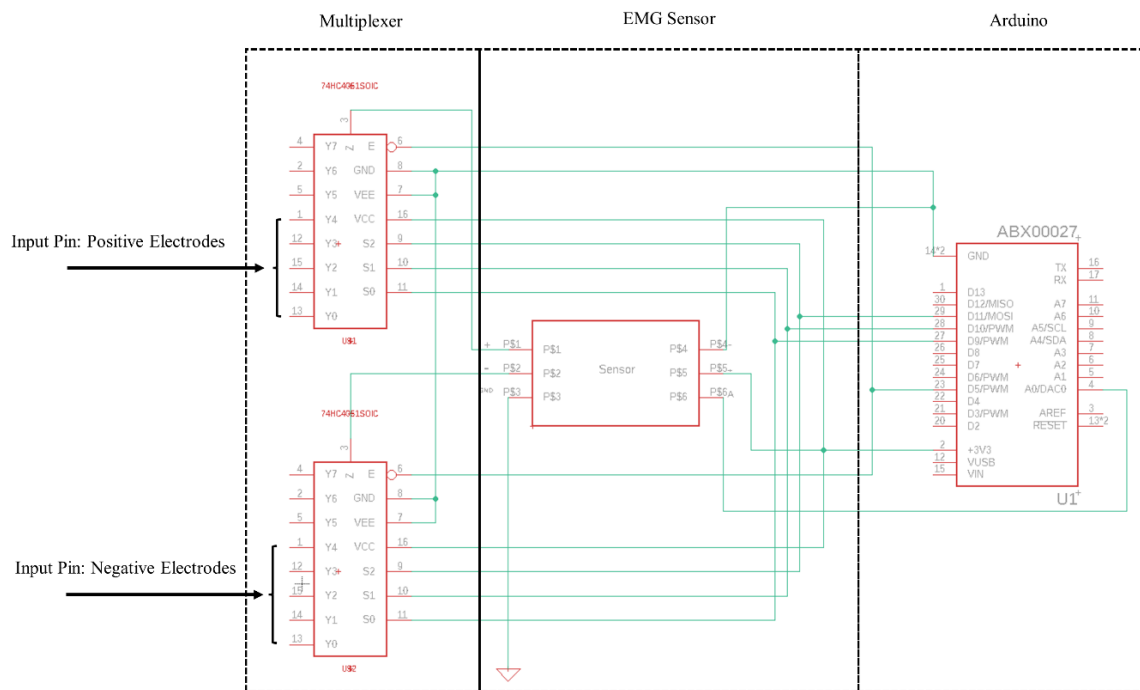 Multiplexer
EMG Sensor
Arduino
74HC4051SOIC
3
Z
4 Y7 E 6
2 Y6 GND 8
5 Y5 VEE 7
1 Y4 VCC 16
12 Y3 S2 9
15 Y2 S1 10
14 Y1 S0 11
13 Y0
U$1
Input Pin: Positive Electrodes
+ P$1 P$1
- P$2 P$2
GND P$3 P$3
Sensor
P$4 P$4 -
P$5 P$5 +
P$6 P$6 A
ABX00027
14*2 GND
1 D13
30 D12/MISO
29 D11/MOSI
28 D10/PWM
27 D9/PWM
26 D8
25 D7
24 D6/PWM
23 D5/PWM
22 D4
21 D3/PWM
20 D2
2 +3V3
12 VUSB
15 VIN
TX 16
RX 17
A7 11
A6 10
A5/SCL 9
A4/SDA 8
A3 7
A2 6
A1 5
A0/DAC0 4
AREF 3
RESET 13*2
U1
74HC4051SOIC
3
Z
4 Y7 E 6
2 Y6 GND 8
5 Y5 VEE 7
1 Y4 VCC 16
12 Y3 S2 9
15 Y2 S1 10
14 Y1 S0 11
13 Y0
U$2
Input Pin: Negative Electrodes